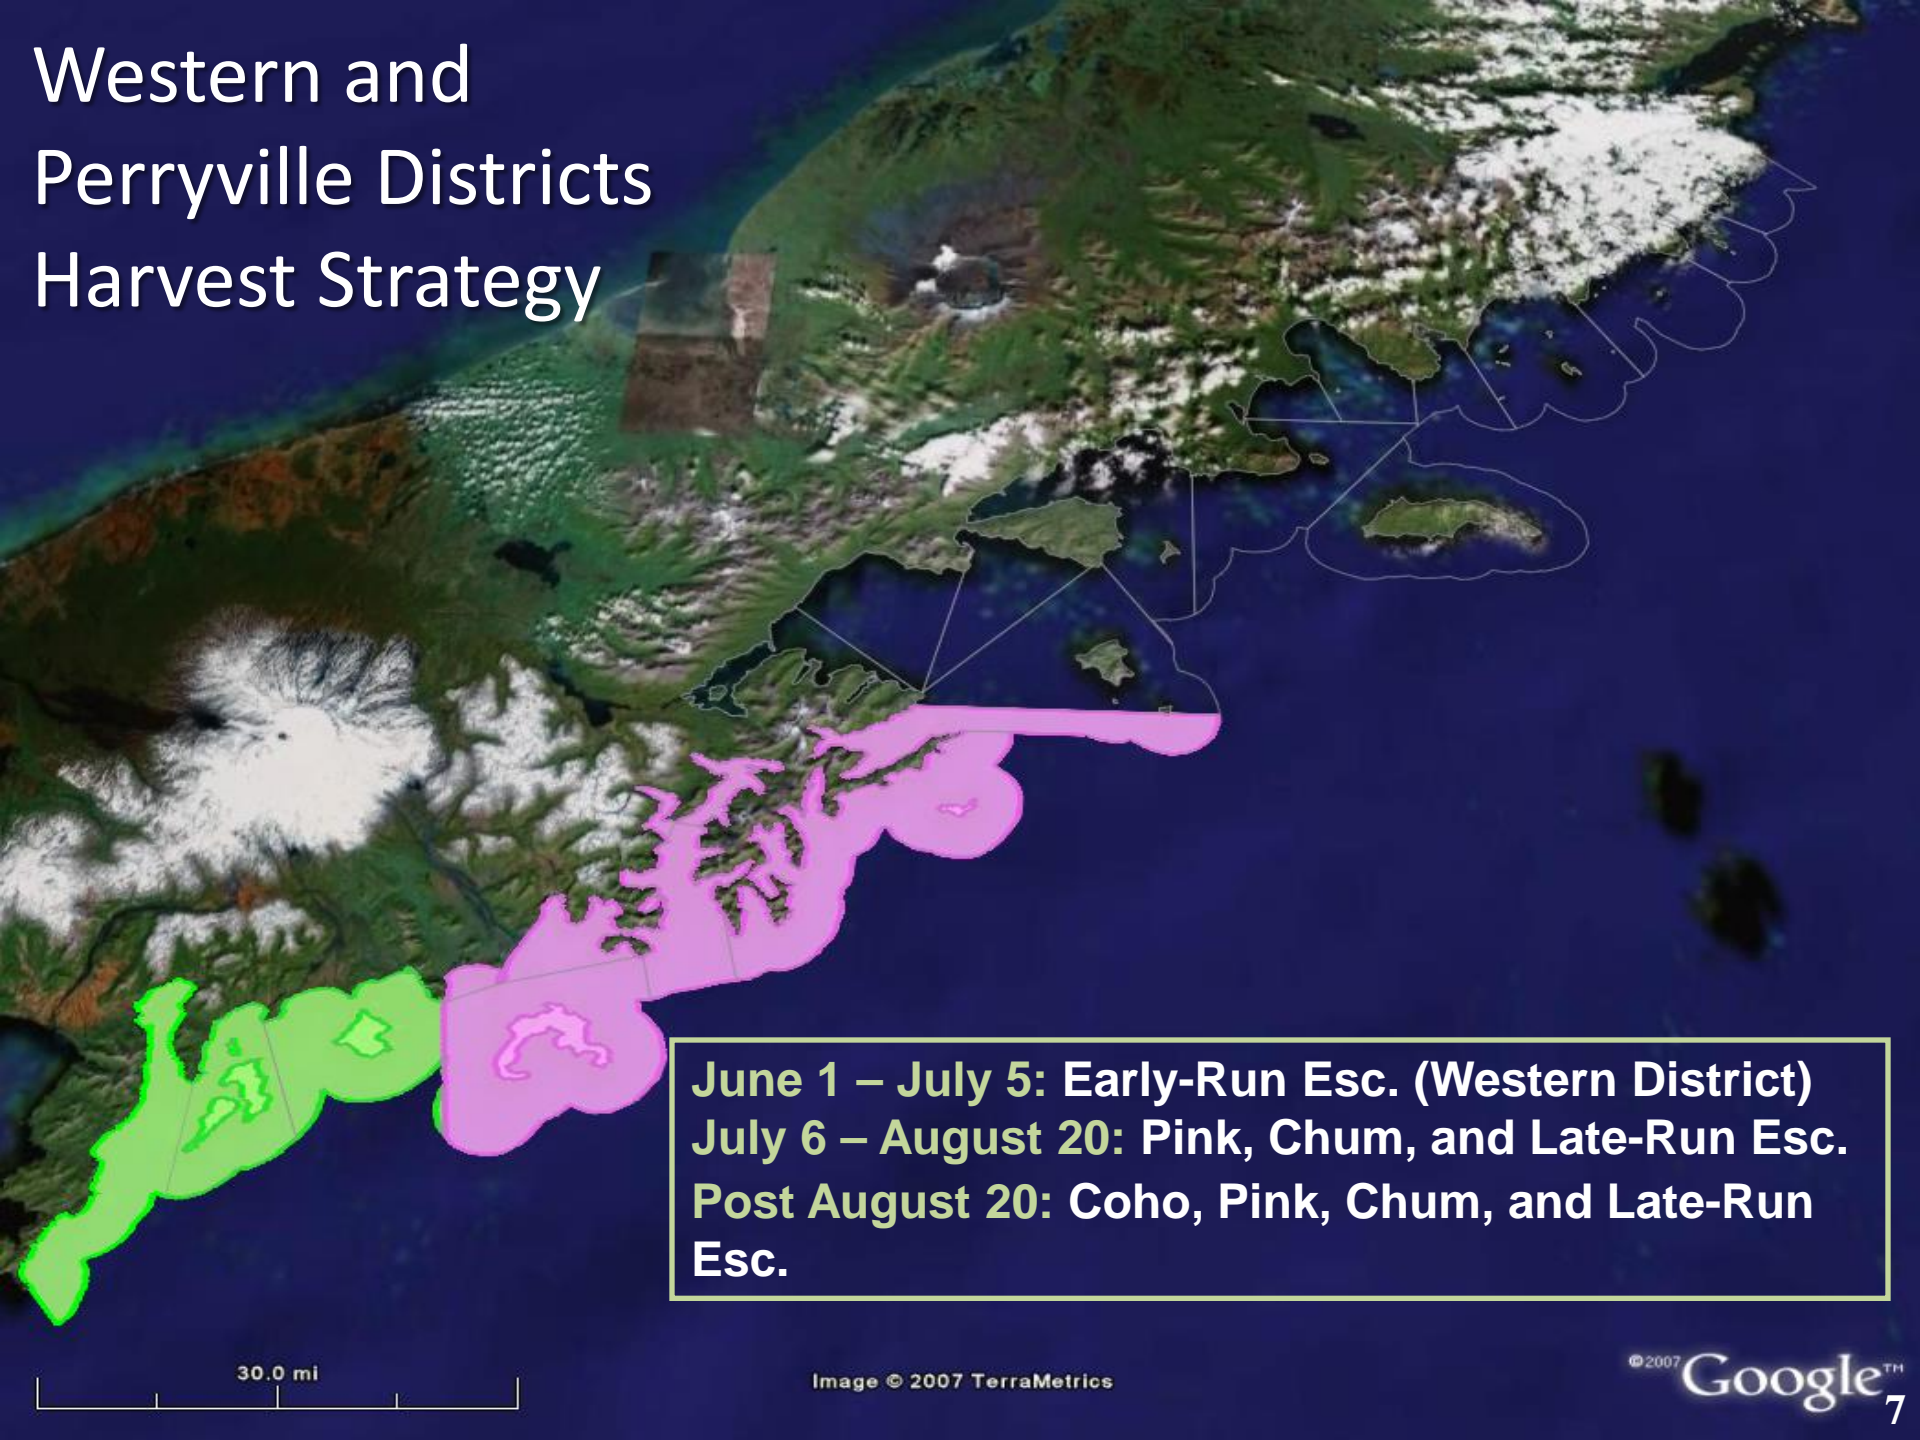 Western and
Perryville Districts
Harvest Strategy
June 1 – July 5: Early-Run Esc. (Western District)
July 6 – August 20: Pink, Chum, and Late-Run Esc.
Post August 20: Coho, Pink, Chum, and Late-Run
Esc.
30.0 mi
Image © 2007 TerraMetrics
©2007 Google™
7